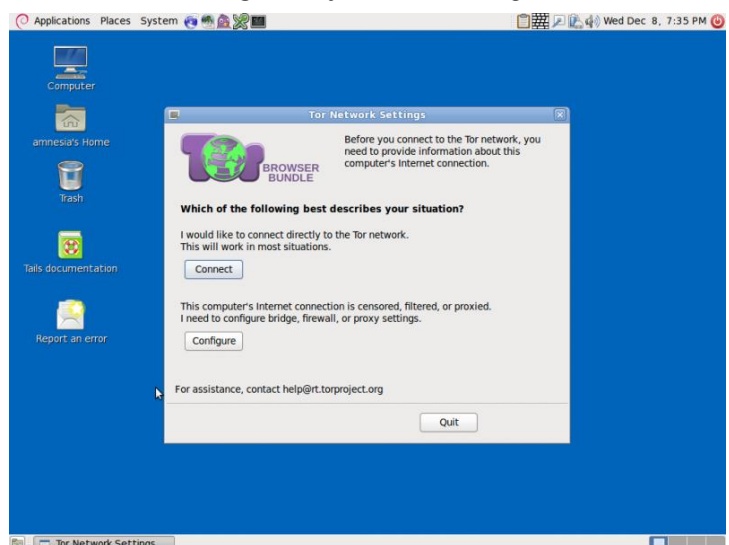 Applications Places System
Wed Dec 8, 7:35 PM
Computer
amnesia's Home
Trash
Tails documentation
Report an error
Tor Network Settings
Tor
BROWSER
BUNDLE
Before you connect to the Tor network, you
need to provide information about this
computer's Internet connection.
Which of the following best describes your situation?
I would like to connect directly to the Tor network.
This will work in most situations.
Connect
This computer's Internet connection is censored, filtered, or proxied.
I need to configure bridge, firewall, or proxy settings.
Configure
For assistance, contact help@rt.torproject.org
Quit
Tor Network Settings